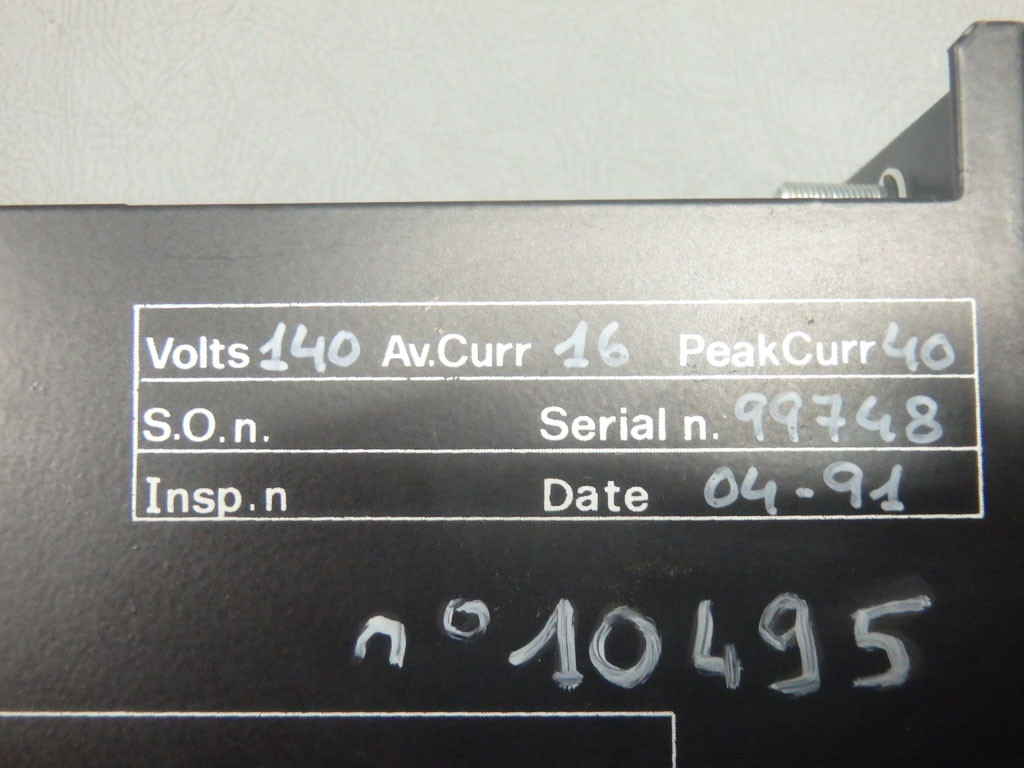 Volts 140 Av.Curr 16 PeakCurr 40
S.O.n. Serial n. 99748
Insp.n Date 04-91
n° 10495